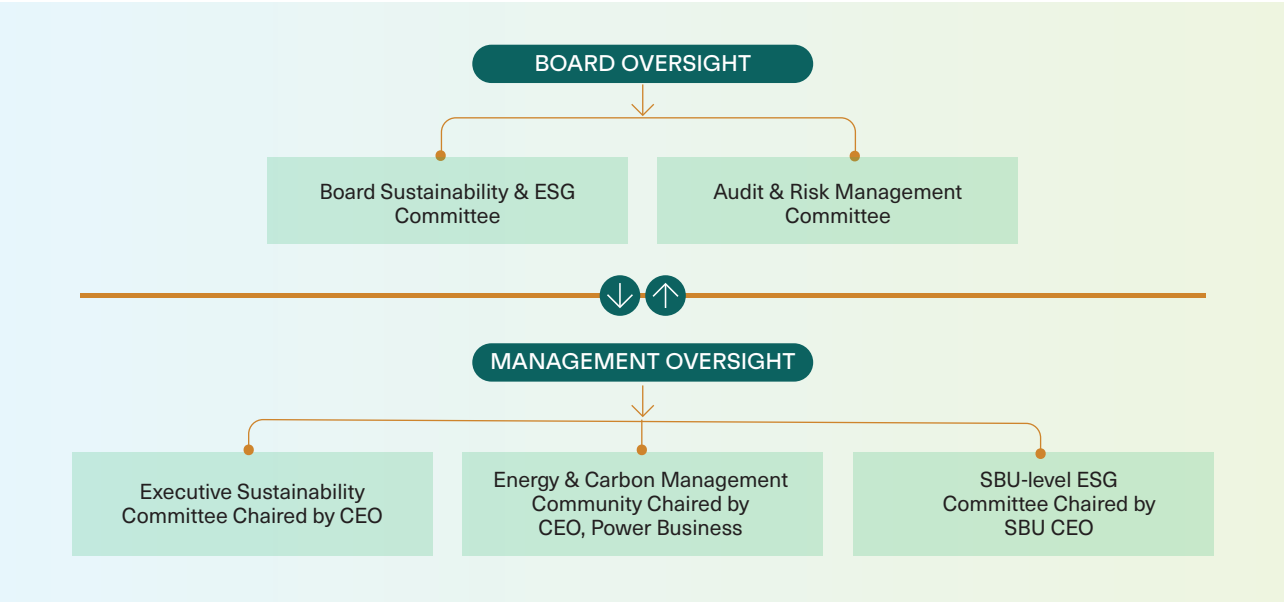 BOARD OVERSIGHT
Board Sustainability & ESG
Committee
Audit & Risk Management
Committee
MANAGEMENT OVERSIGHT
Executive Sustainability
Committee Chaired by CEO
Energy & Carbon Management
Community Chaired by
CEO, Power Business
SBU-level ESG
Committee Chaired by
SBU CEO